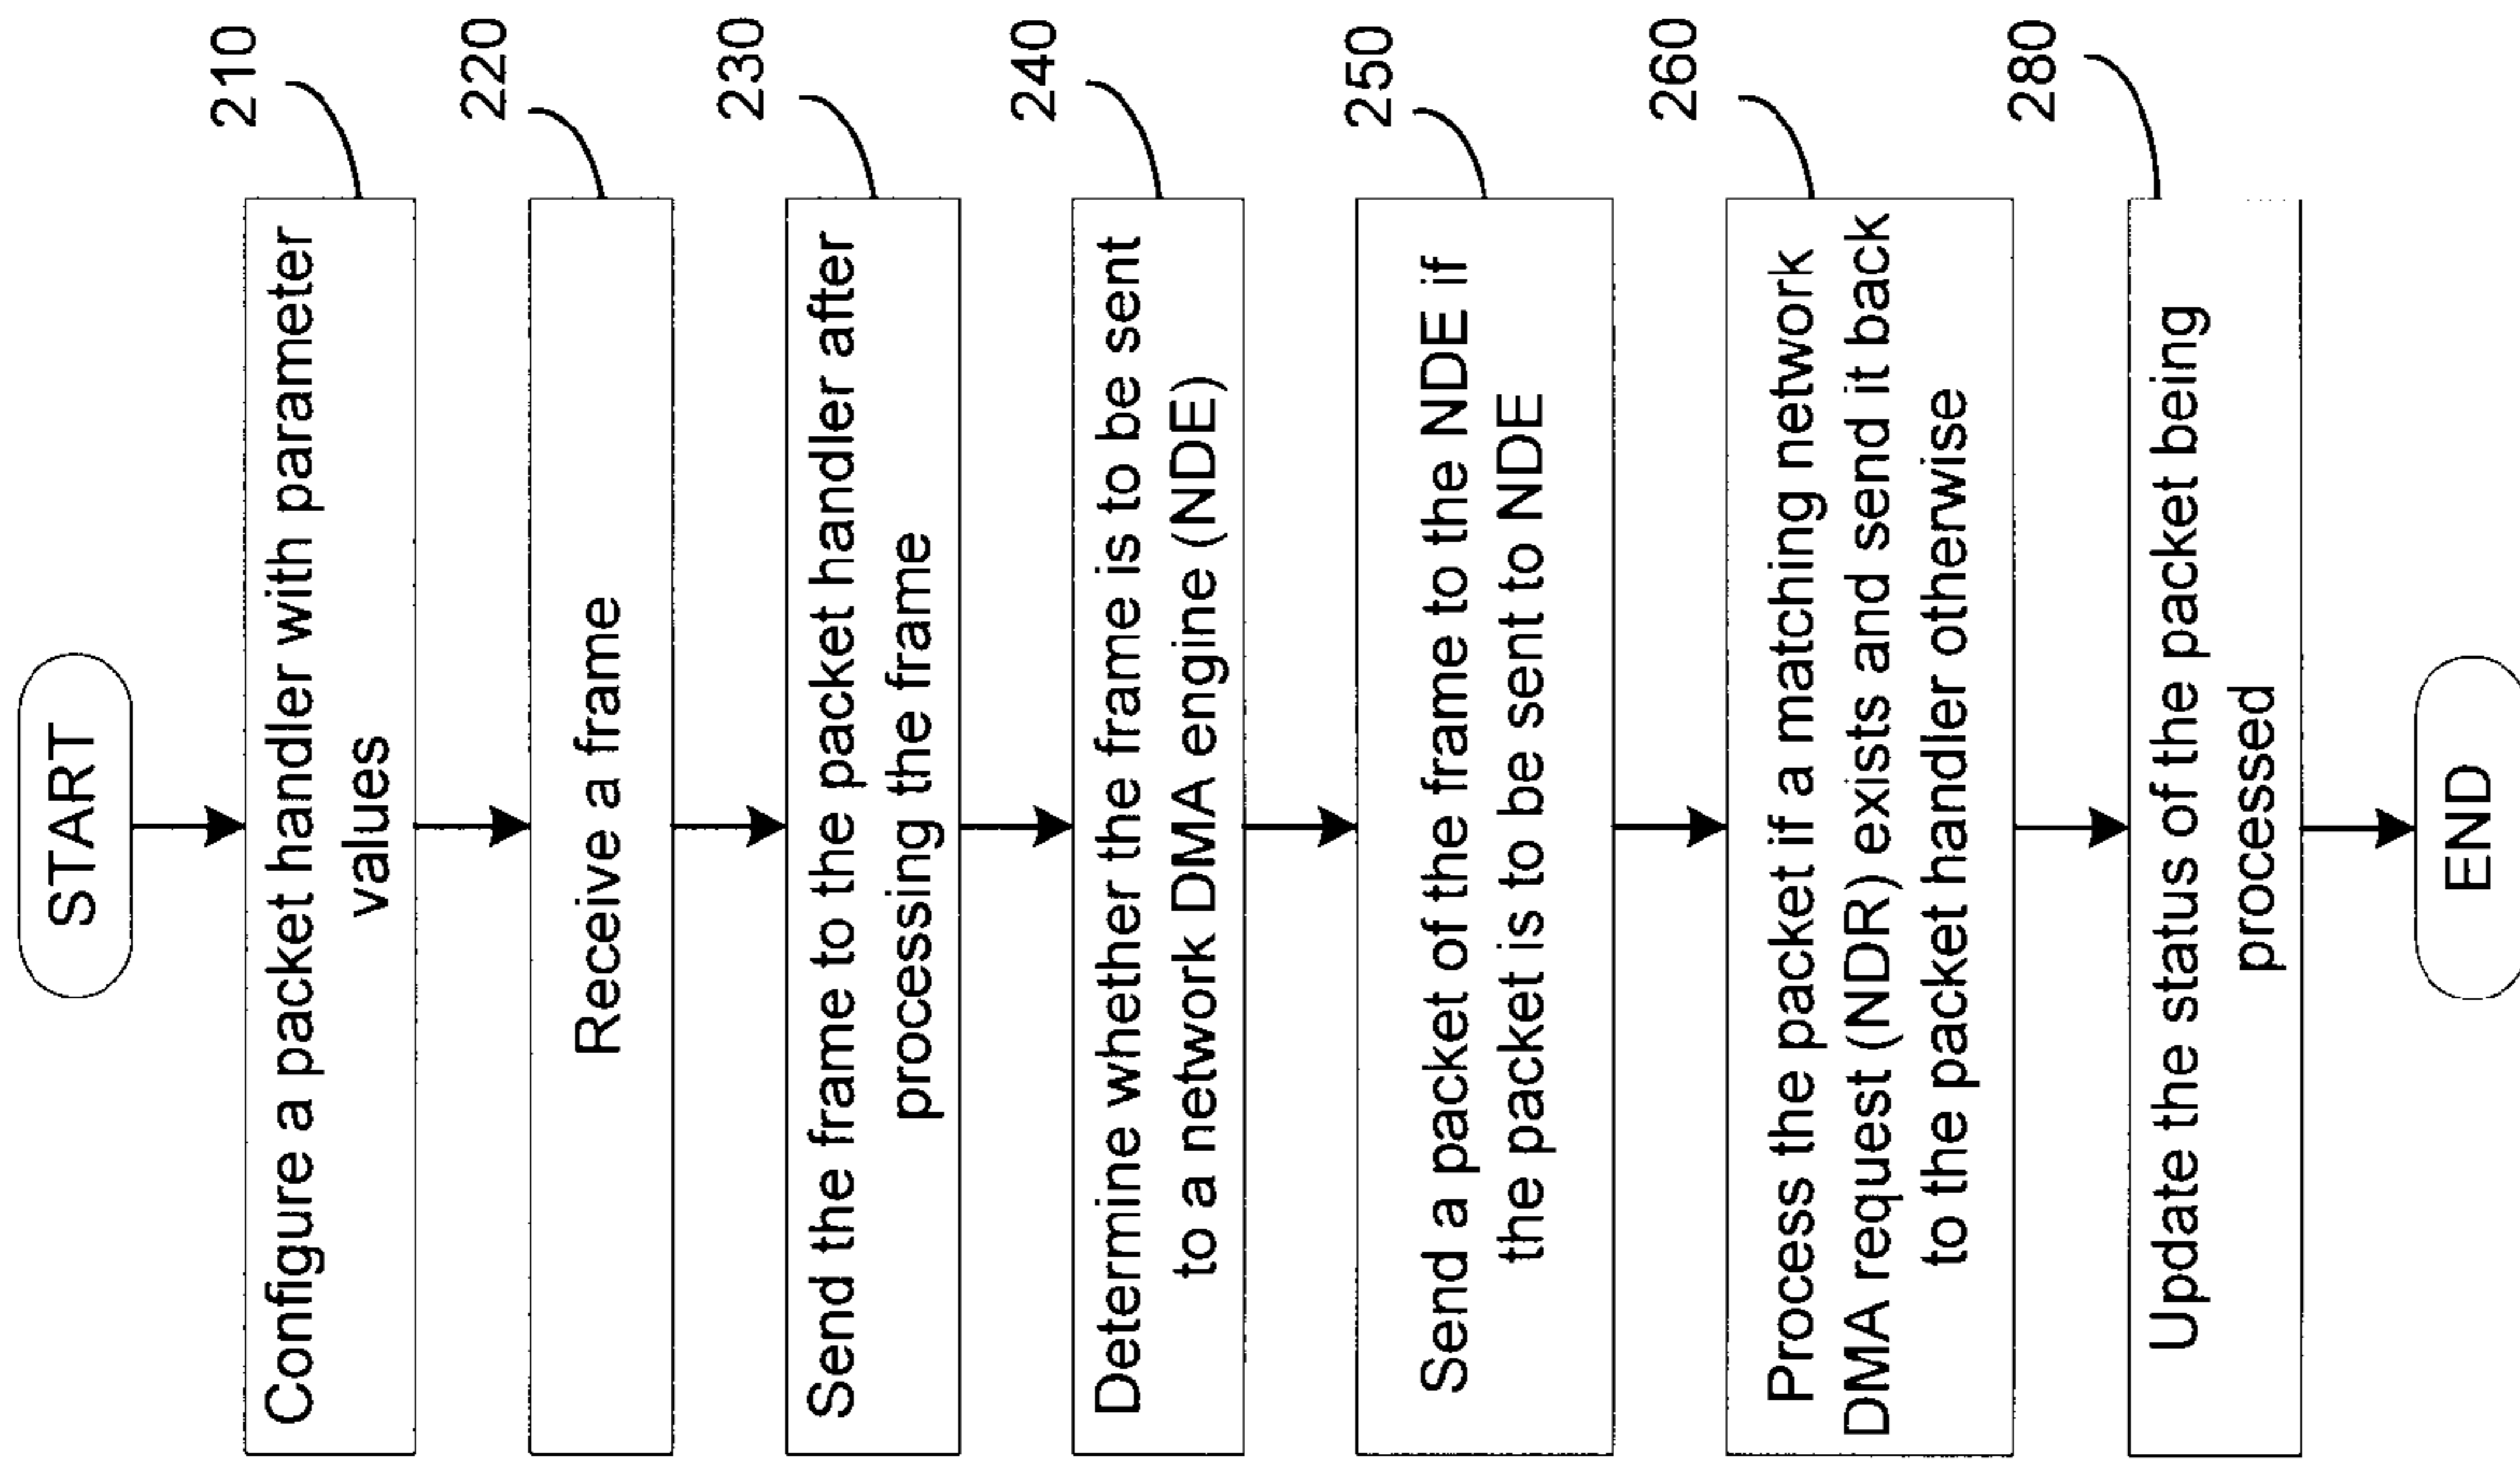 START
Configure a packet handler with parameter
values
210
Receive a frame
220
Send the frame to the packet handler after
processing the frame
230
Determine whether the frame is to be sent
to a network DMA engine (NDE)
240
Send a packet of the frame to the NDE if
the packet is to be sent to NDE
250
Process the packet if a matching network
DMA request (NDR) exists and send it back
to the packet handler otherwise
260
Update the status of the packet being
processed
280
END